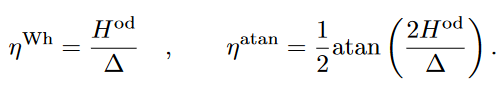 η^Wh = H^od / Δ , η^atan = 1/2 atan ( 2H^od / Δ ) .